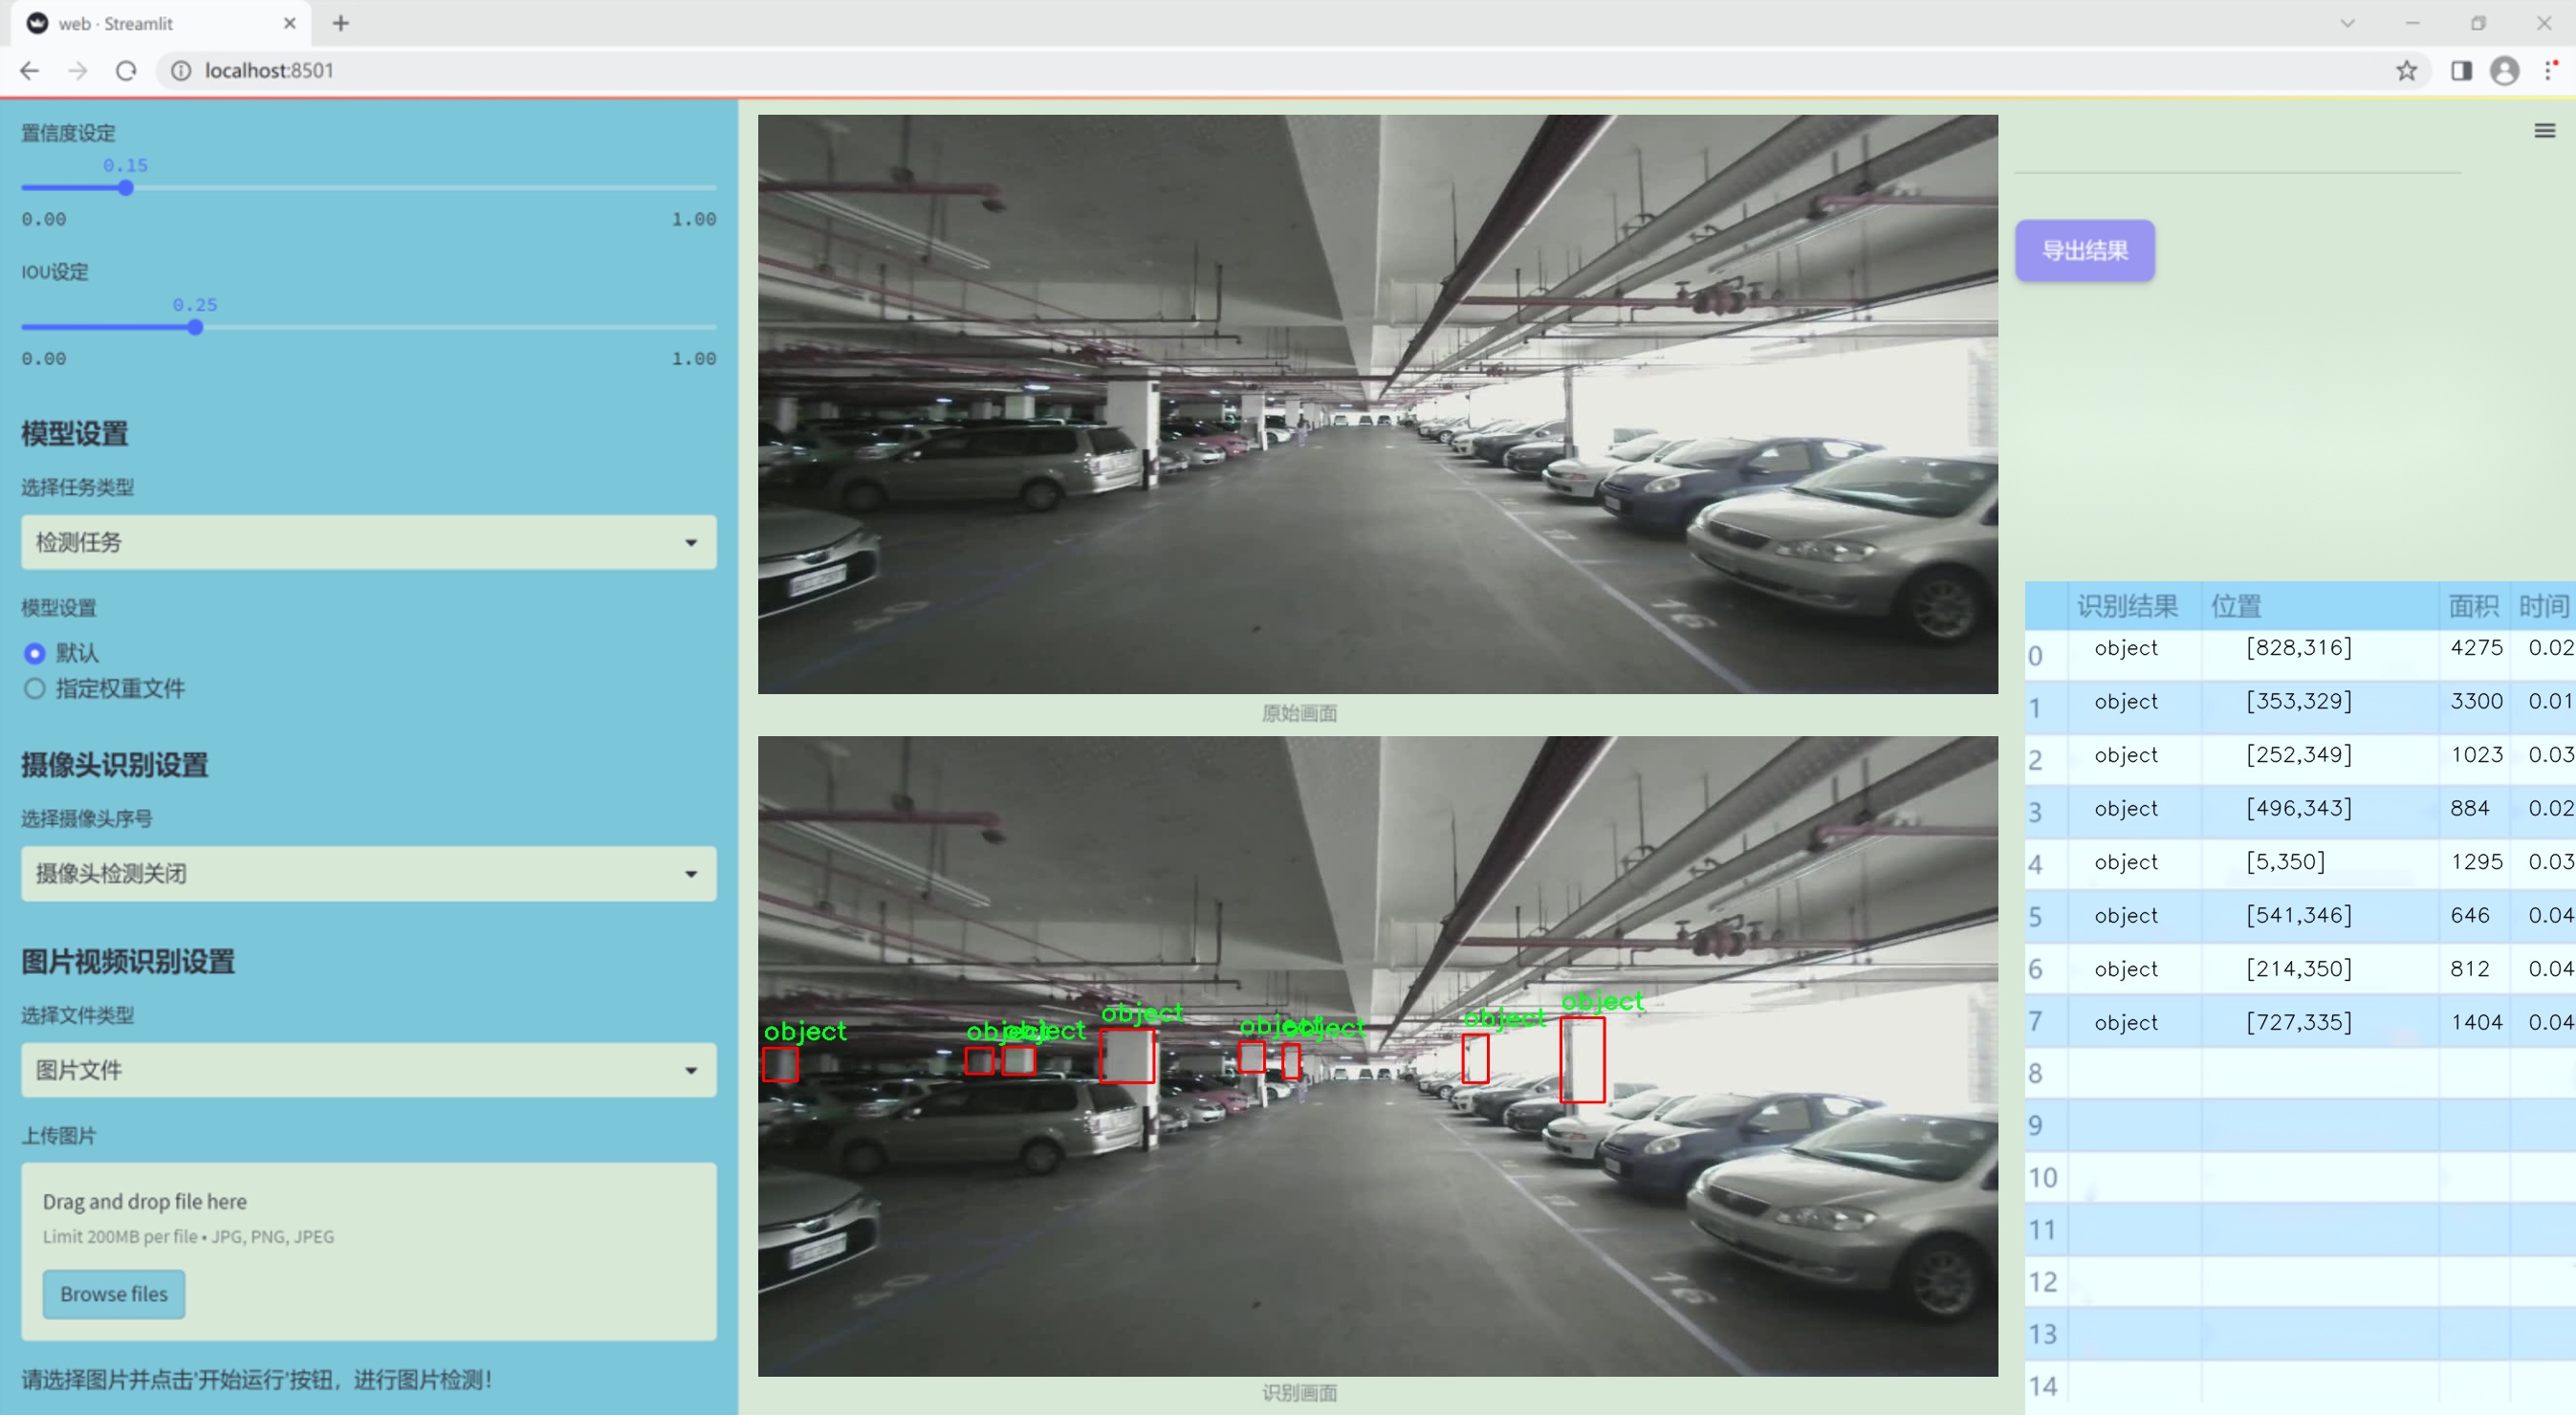 web · Streamlit
localhost:8501
置信度设定
0.15
0.00 1.00
IOU设定
0.25
0.00 1.00
模型设置
选择任务类型
检测任务
模型设置
默认
指定权重文件
摄像头识别设置
选择摄像头序号
摄像头检测关闭
图片视频识别设置
选择文件类型
图片文件
上传图片
Drag and drop file here
Limit 200MB per file • JPG, PNG, JPEG
Browse files
请选择图片并点击'开始运行'按钮，进行图片检测!
16
原始画面
object
object
object
object
object
object
object
object
16
识别画面
导出结果
识别结果 位置 面积 时间
0 object [828,316] 4275 0.02
1 object [353,329] 3300 0.01
2 object [252,349] 1023 0.03
3 object [496,343] 884 0.02
4 object [5,350] 1295 0.03
5 object [541,346] 646 0.04
6 object [214,350] 812 0.04
7 object [727,335] 1404 0.04
8
9
10
11
12
13
14